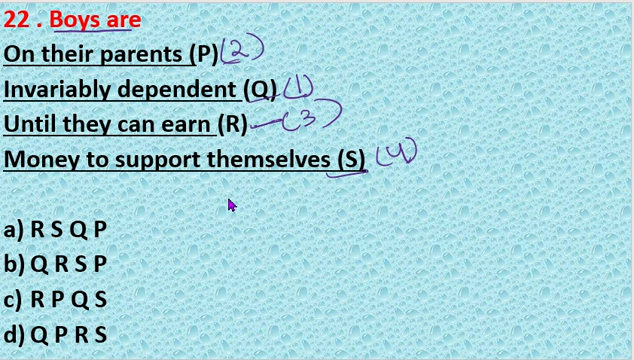 22 . Boys are
On their parents (P) (2)
Invariably dependent (Q) (1)
Until they can earn (R) (3)
Money to support themselves (S) (4)
a) R S Q P
b) Q R S P
c) R P Q S
d) Q P R S